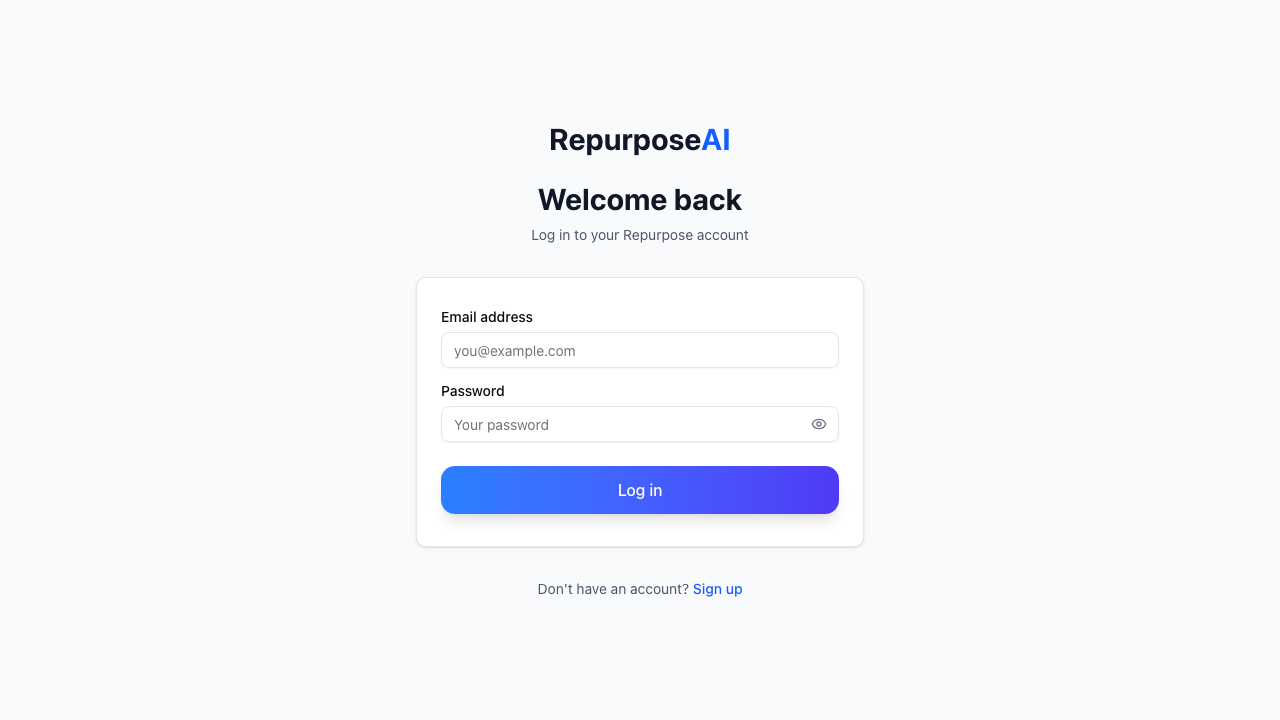 RepurposeAI
Welcome back
Log in to your Repurpose account
Email address
you@example.com
Password
Your password
Log in
Don't have an account? Sign up